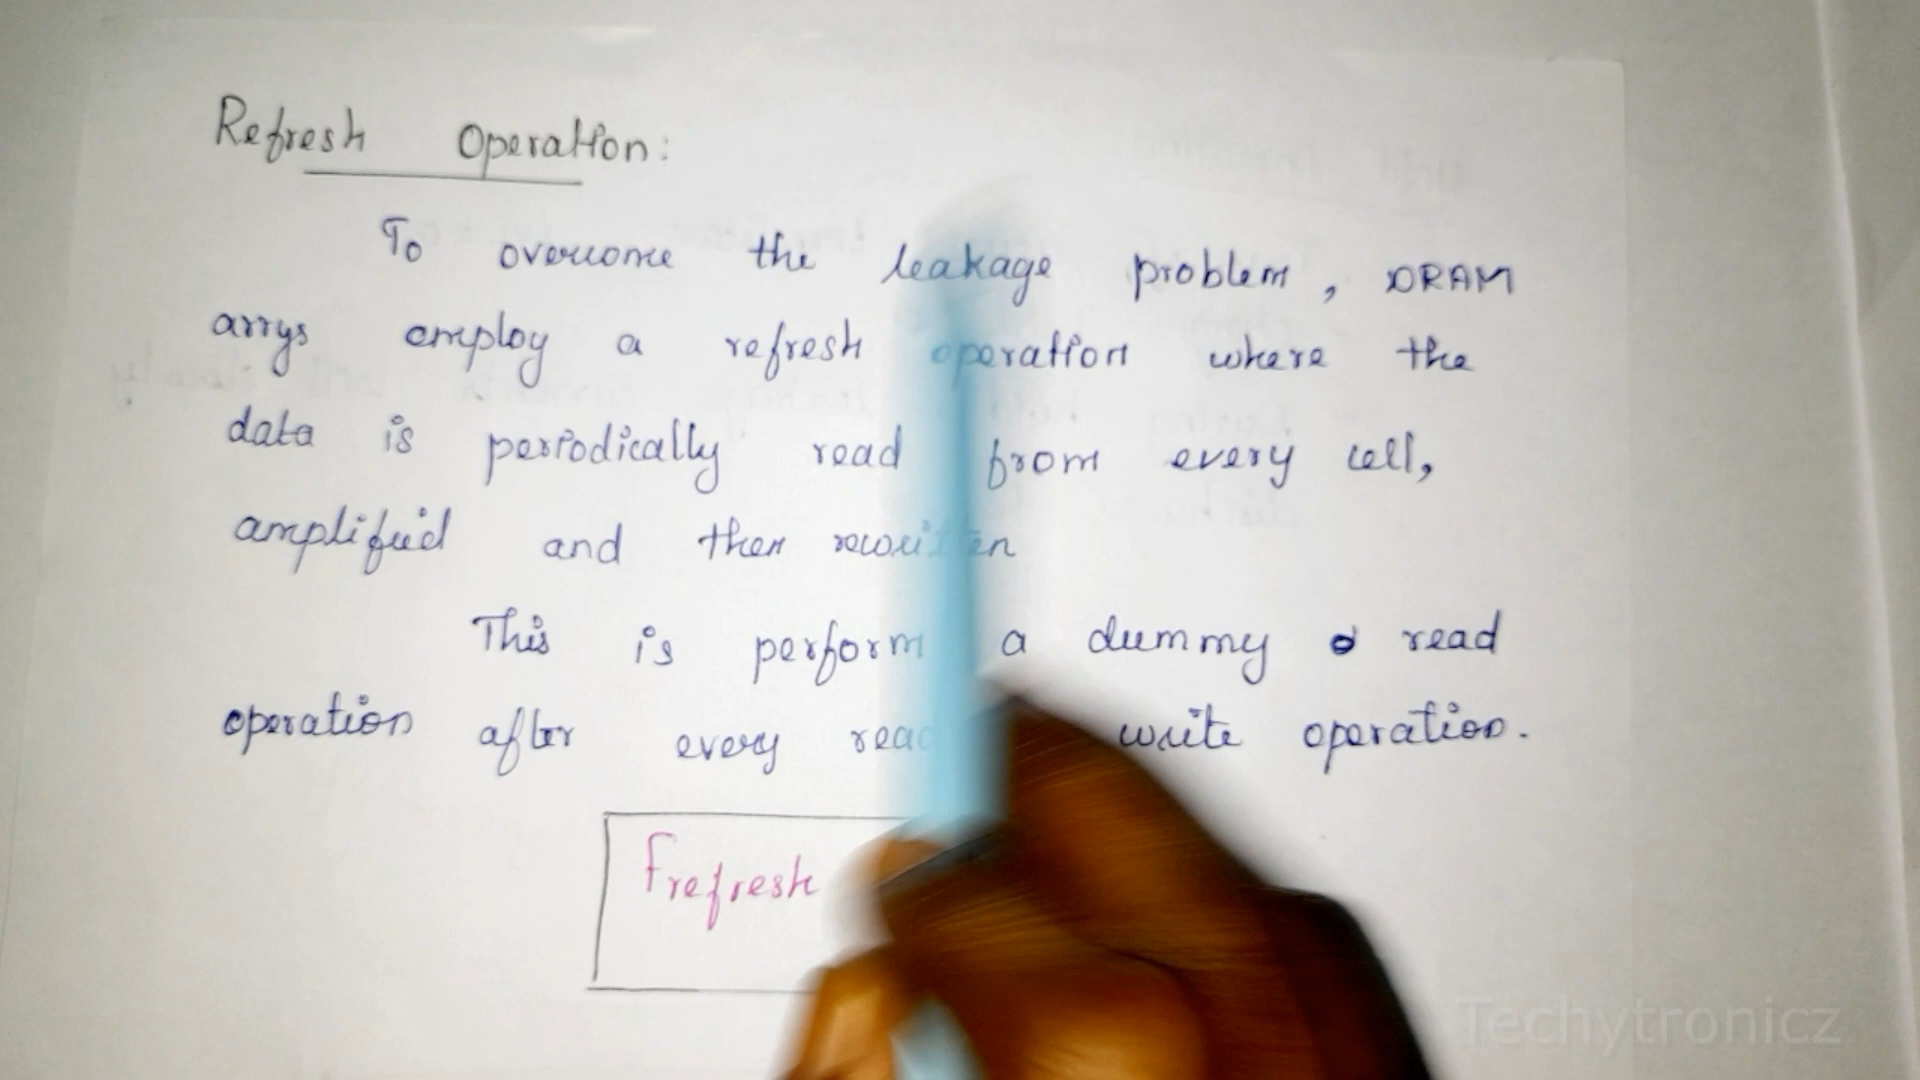 Refresh Operation:
To overcome the leakage problem, DRAM
arrys employ a refresh operation where the
data is periodically read from every cell,
amplified and then rewritten
This is perform a dummy read
operation after every read write operation.
Frefresh
Techytronicz